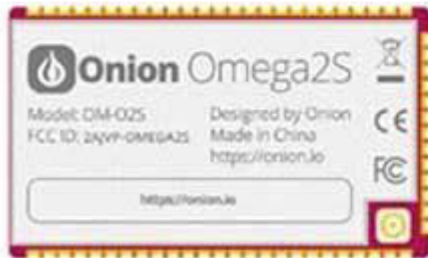 Onion Omega2S
Model: OM-O2S
FCC ID: 2AJVP-OMEGA2S
Designed by Onion
Made in China
https://onion.io
CE
FC
https://onion.io